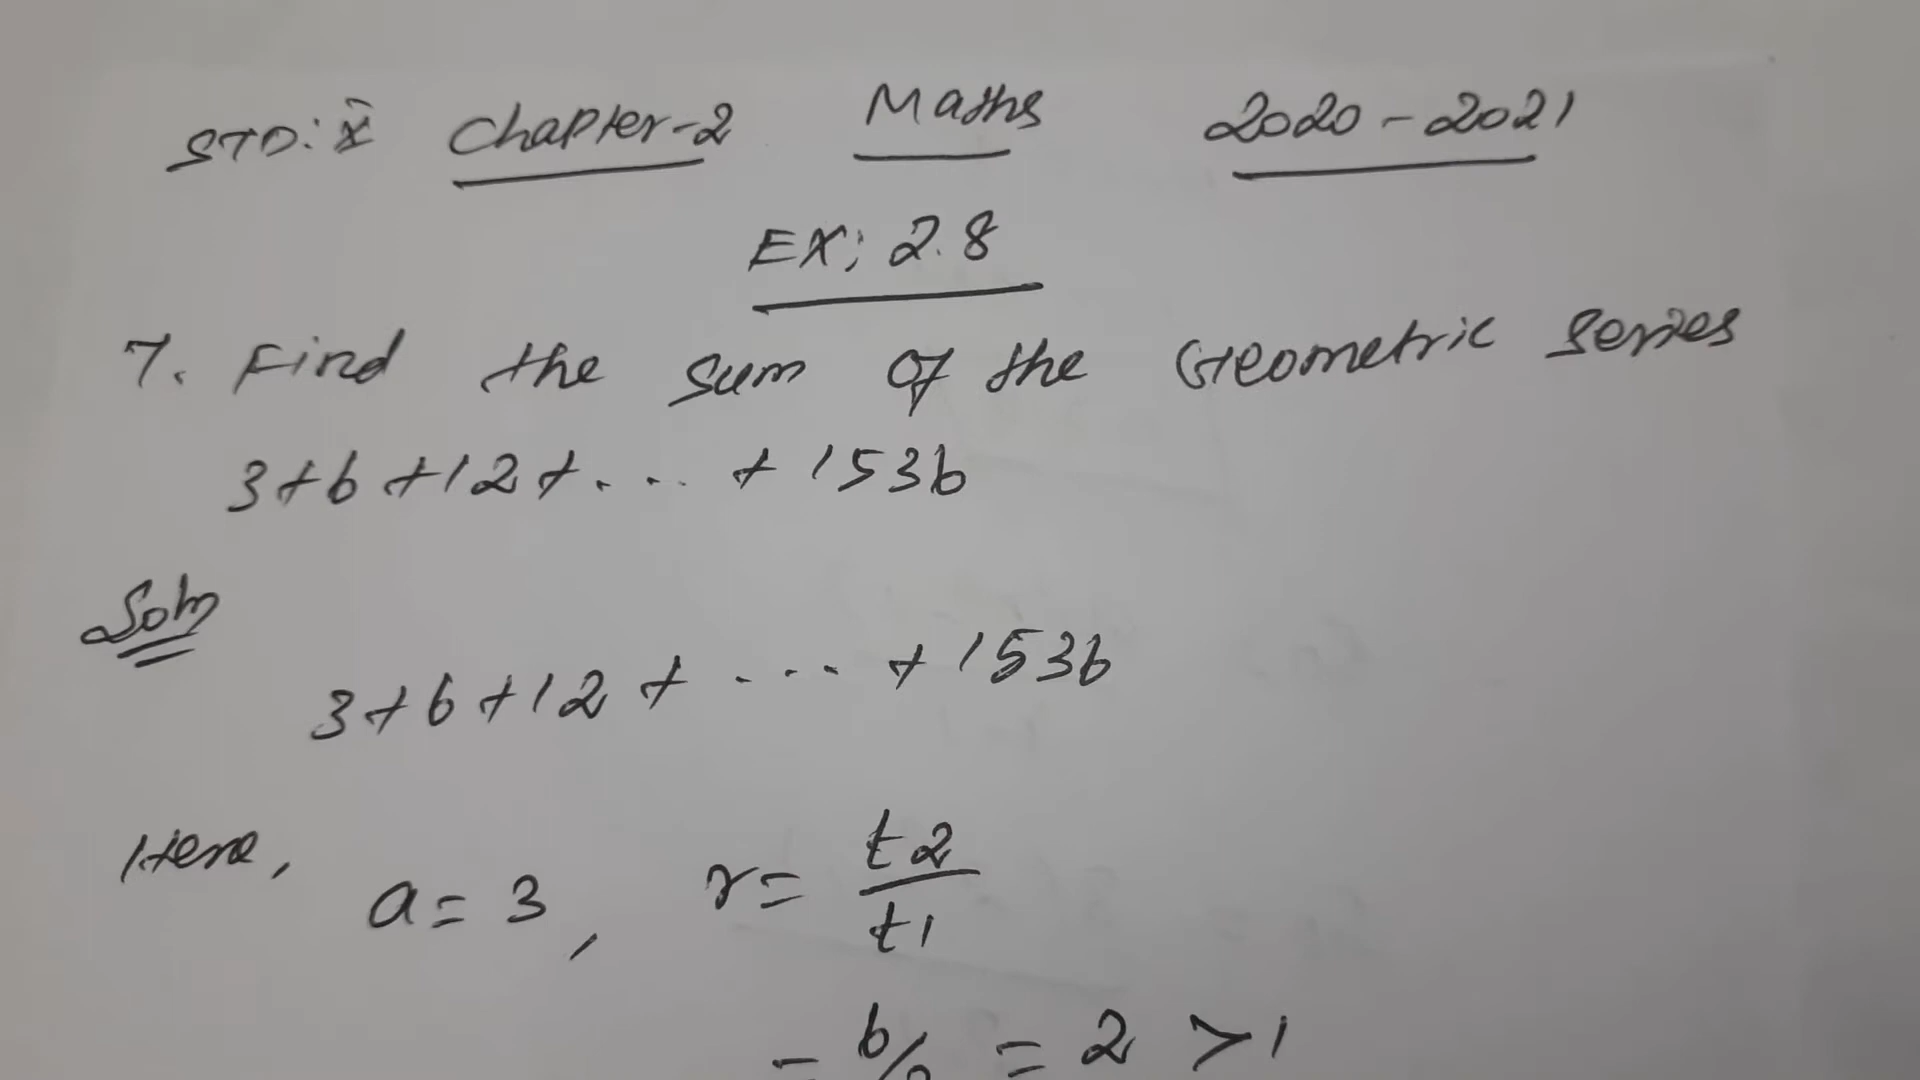 STD: X Chapter-2 Maths 2020-2021
EX; 2.8
7. Find the sum of the Geometric series
3+6+12+... + 1536
Soln
3+6+12+ .... +1536
Here,
a=3, r= t2/t1
= 6/ = 2 >1